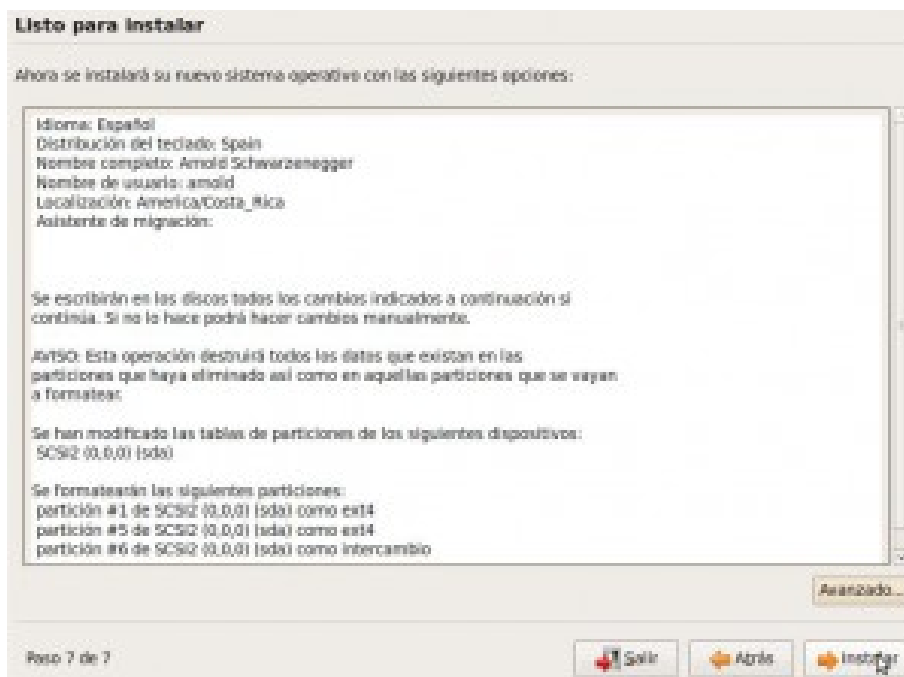 Listo para instalar
Ahora se instalará su nuevo sistema operativo con las siguientes opciones:
Idioma: Español
Distribución del teclado: Spain
Nombre completo: Arnold Schwarzenegger
Nombre de usuario: arnold
Localización: America/Costa_Rica
Asistente de migración:
Se escribirán en los discos todos los cambios indicados a continuación si
continúa. Si no lo hace podrá hacer cambios manualmente.
AVISO: Esta operación destruirá todos los datos que existan en las
particiones que haya eliminado así como en aquellas particiones que se vayan
a formatear.
Se han modificado las tablas de particiones de los siguientes dispositivos:
SCSI2 (0,0,0) (sda)
Se formatearán las siguientes particiones:
partición #1 de SCSI2 (0,0,0) (sda) como ext4
partición #5 de SCSI2 (0,0,0) (sda) como ext4
partición #6 de SCSI2 (0,0,0) (sda) como intercambio
Avanzado...
Paso 7 de 7
Salir
Atrás
Instalar